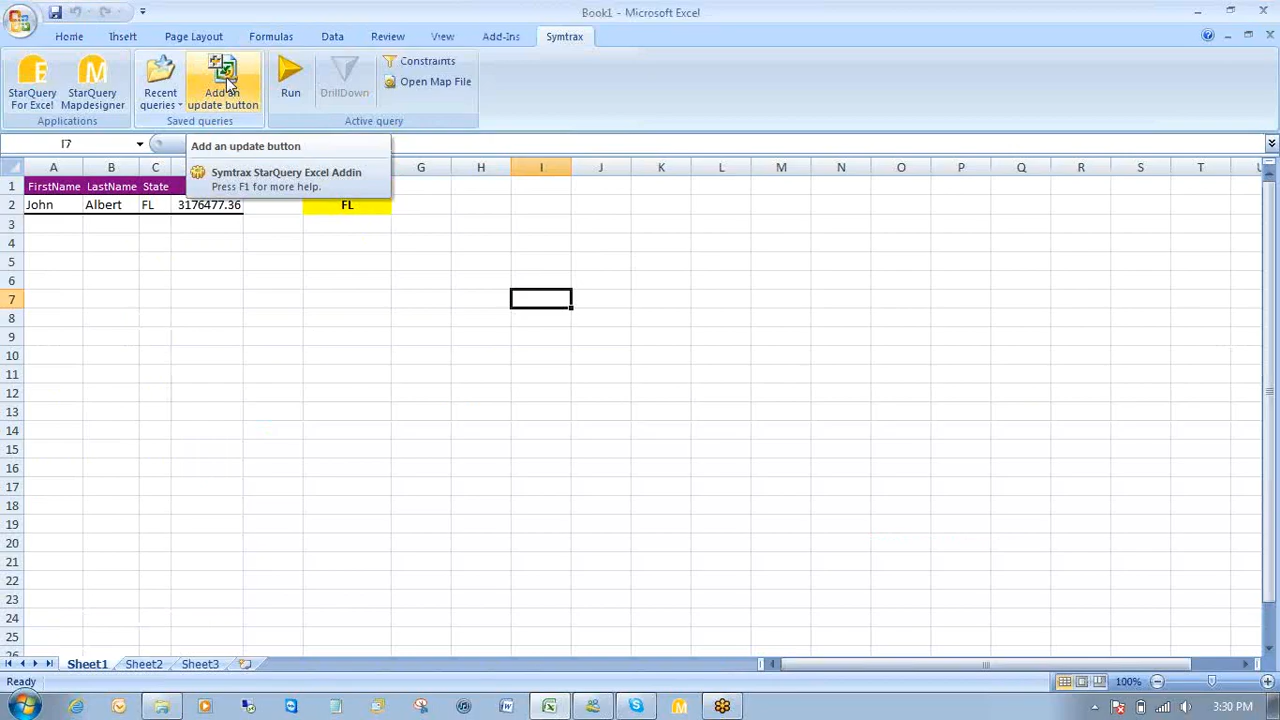 Book1 - Microsoft Excel
Home Insert Page Layout Formulas Data Review View Add-Ins Symtrax
StarQuery For Excel
StarQuery Mapdesigner
Recent queries
Add an update button
Run
DrillDown
Constraints
Open Map File
Applications
Saved queries
Active query
I7
Add an update button
Symtrax StarQuery Excel Addin
Press F1 for more help.
A B C G H I J K L M N O P Q R S T U
1 FirstName LastName State
2 John Albert FL 3176477.36 FL
3
4
5
6
7
8
9
10
11
12
13
14
15
16
17
18
19
20
21
22
23
24
25
26
Sheet1 Sheet2 Sheet3
Ready
100%
3:30 PM